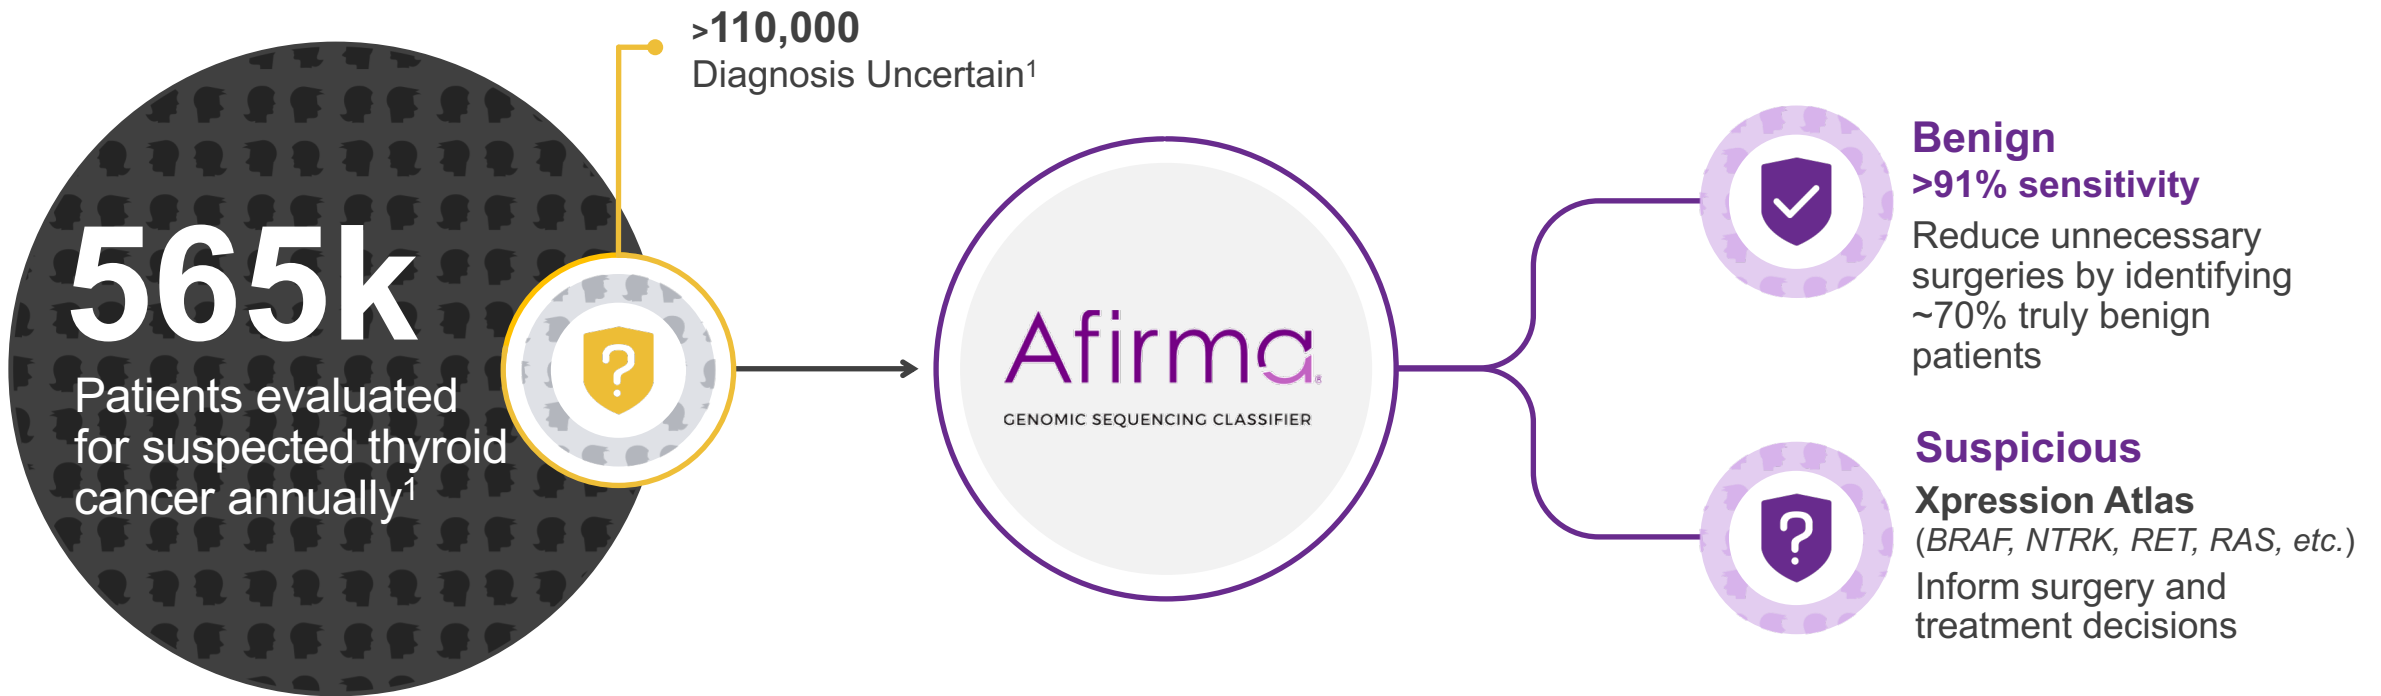 >110,000
Diagnosis Uncertain¹
565k
Patients evaluated
for suspected thyroid
cancer annually¹
?
Afirma®
GENOMIC SEQUENCING CLASSIFIER
Benign
>91% sensitivity
Reduce unnecessary
surgeries by identifying
~70% truly benign
patients
?
Suspicious
Xpression Atlas
(BRAF, NTRK, RET, RAS, etc.)
Inform surgery and
treatment decisions